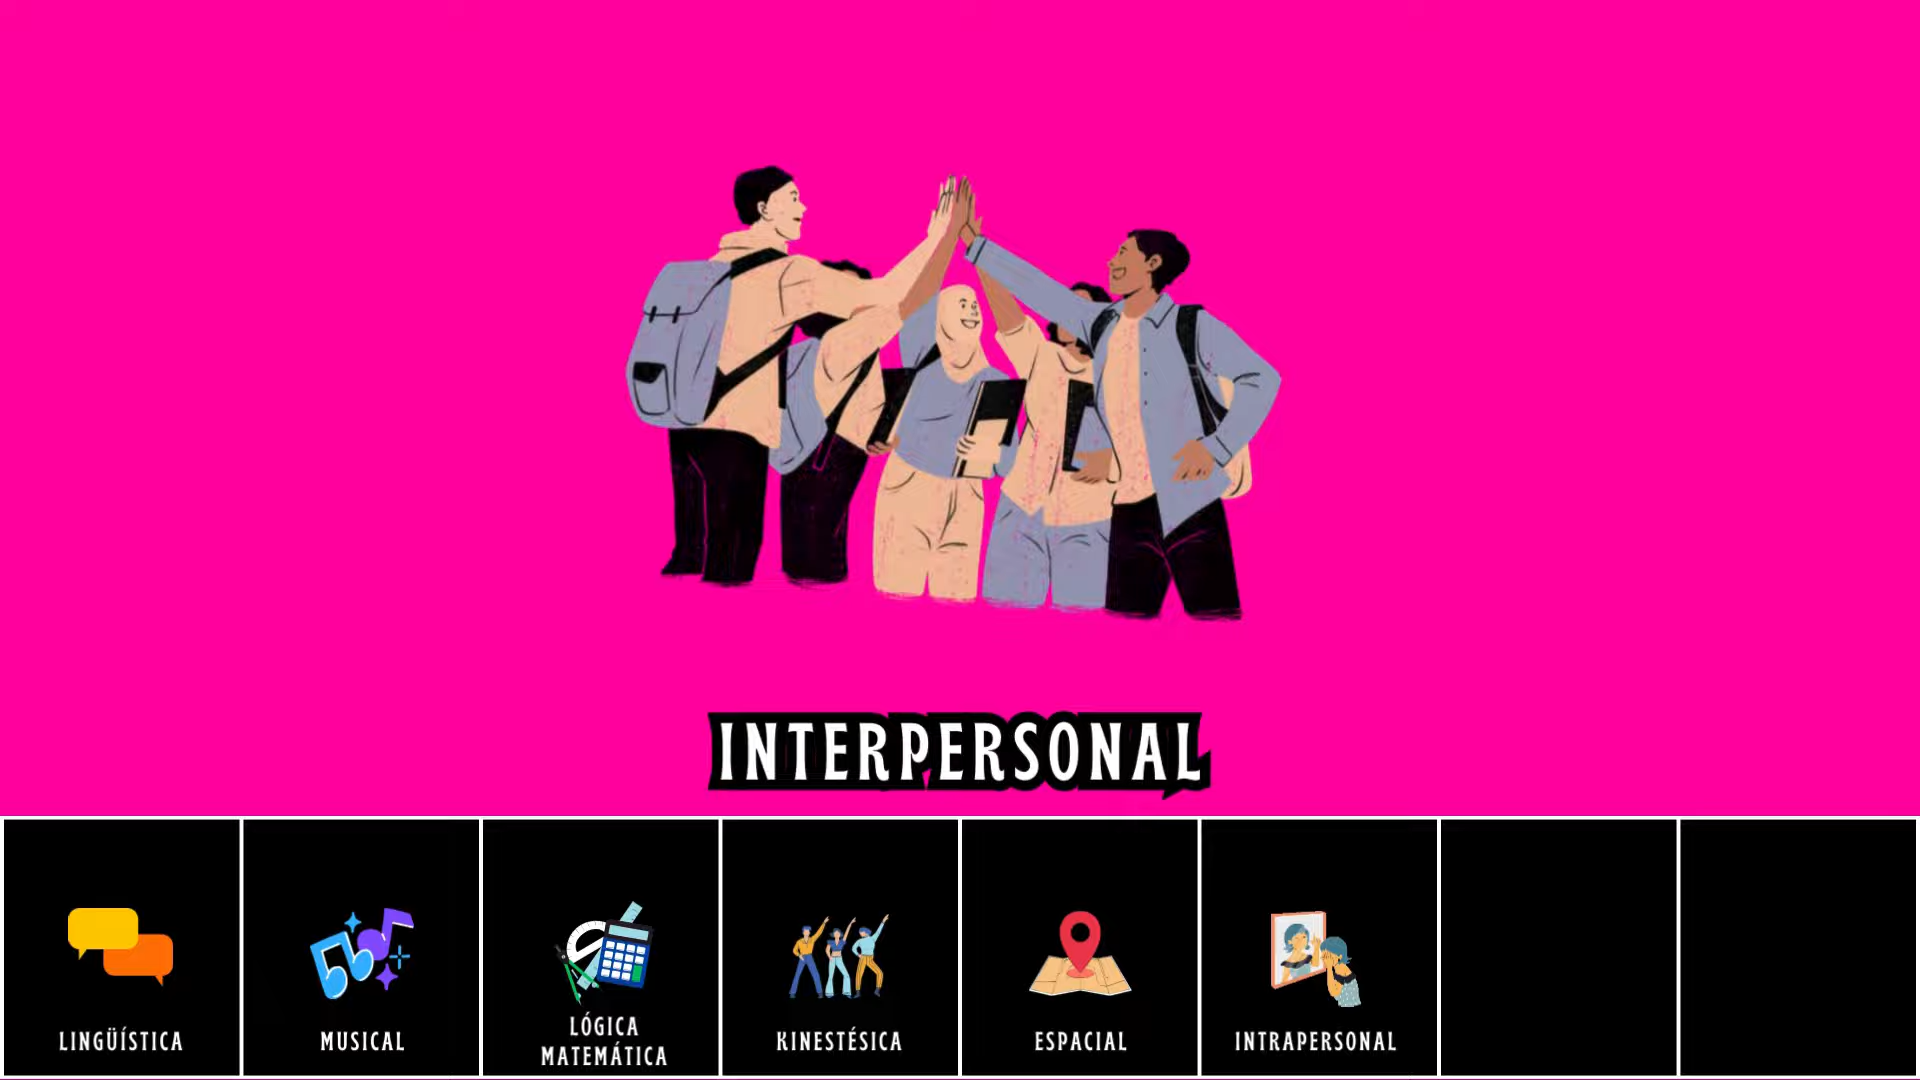 INTERPERSONAL
LINGÜÍSTICA
MUSICAL
LÓGICA
MATEMÁTICA
KINESTÉSICA
ESPACIAL
INTRAPERSONAL